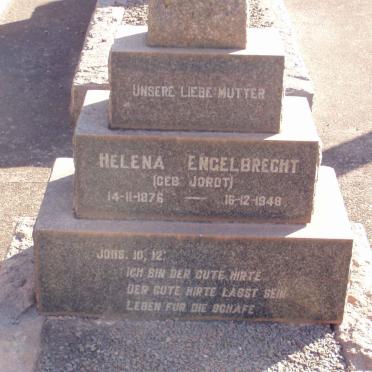 UNSERE LIEBE MUTTER
HELENA ENGELBRECHT
(GEB. JORDT)
14-11-1876 — 16-12-1948
JOHS. 10, 12.
ICH BIN DER GUTE HIRTE
DER GUTE HIRTE LÄSST SEIN
LEBEN FÜR DIE SCHAFE